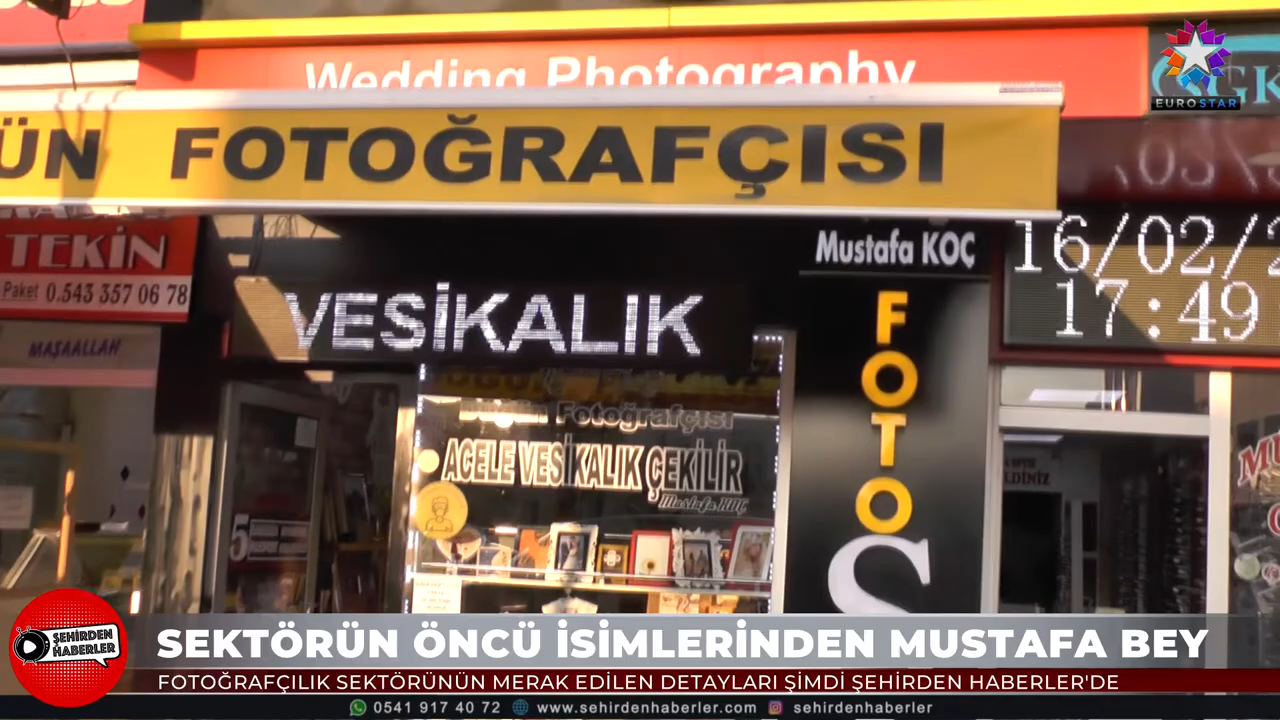 Wedding Photography
EUROSTAR
ÜN FOTOĞRAFÇISI
TEKİN
Paket 0.543 357 06 78
MAŞAALLAH
VESİKALIK
Mustafa KOÇ
FOTO
S
16/02/2
17:49
Düğün Fotoğrafçısı
ACELE VESİKALIK ÇEKİLİR
Mustafa KOÇ
5
ŞEHİRDEN
HABERLER
SEKTÖRÜN ÖNCÜ İSİMLERİNDEN MUSTAFA BEY
FOTOĞRAFÇILIK SEKTÖRÜNÜN MERAK EDİLEN DETAYLARI ŞİMDİ ŞEHİRDEN HABERLER'DE
0541 917 40 72 www.sehirdenhaberler.com sehirdenhaberler